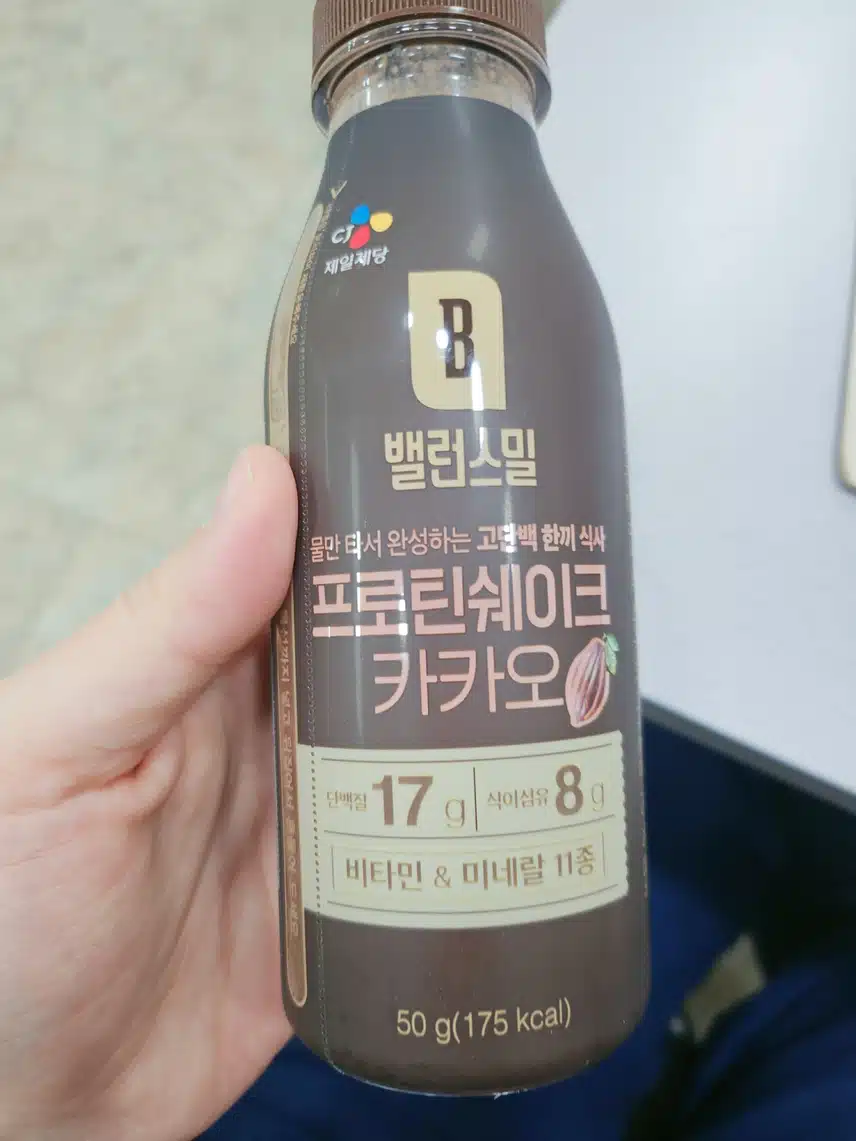 CJ
제일제당
B
밸런스밀
물만 타서 완성하는 고단백 한끼 식사
프로틴쉐이크
카카오
단백질 17 g | 식이섬유 8 g
비타민 & 미네랄 11종
50 g(175 kcal)